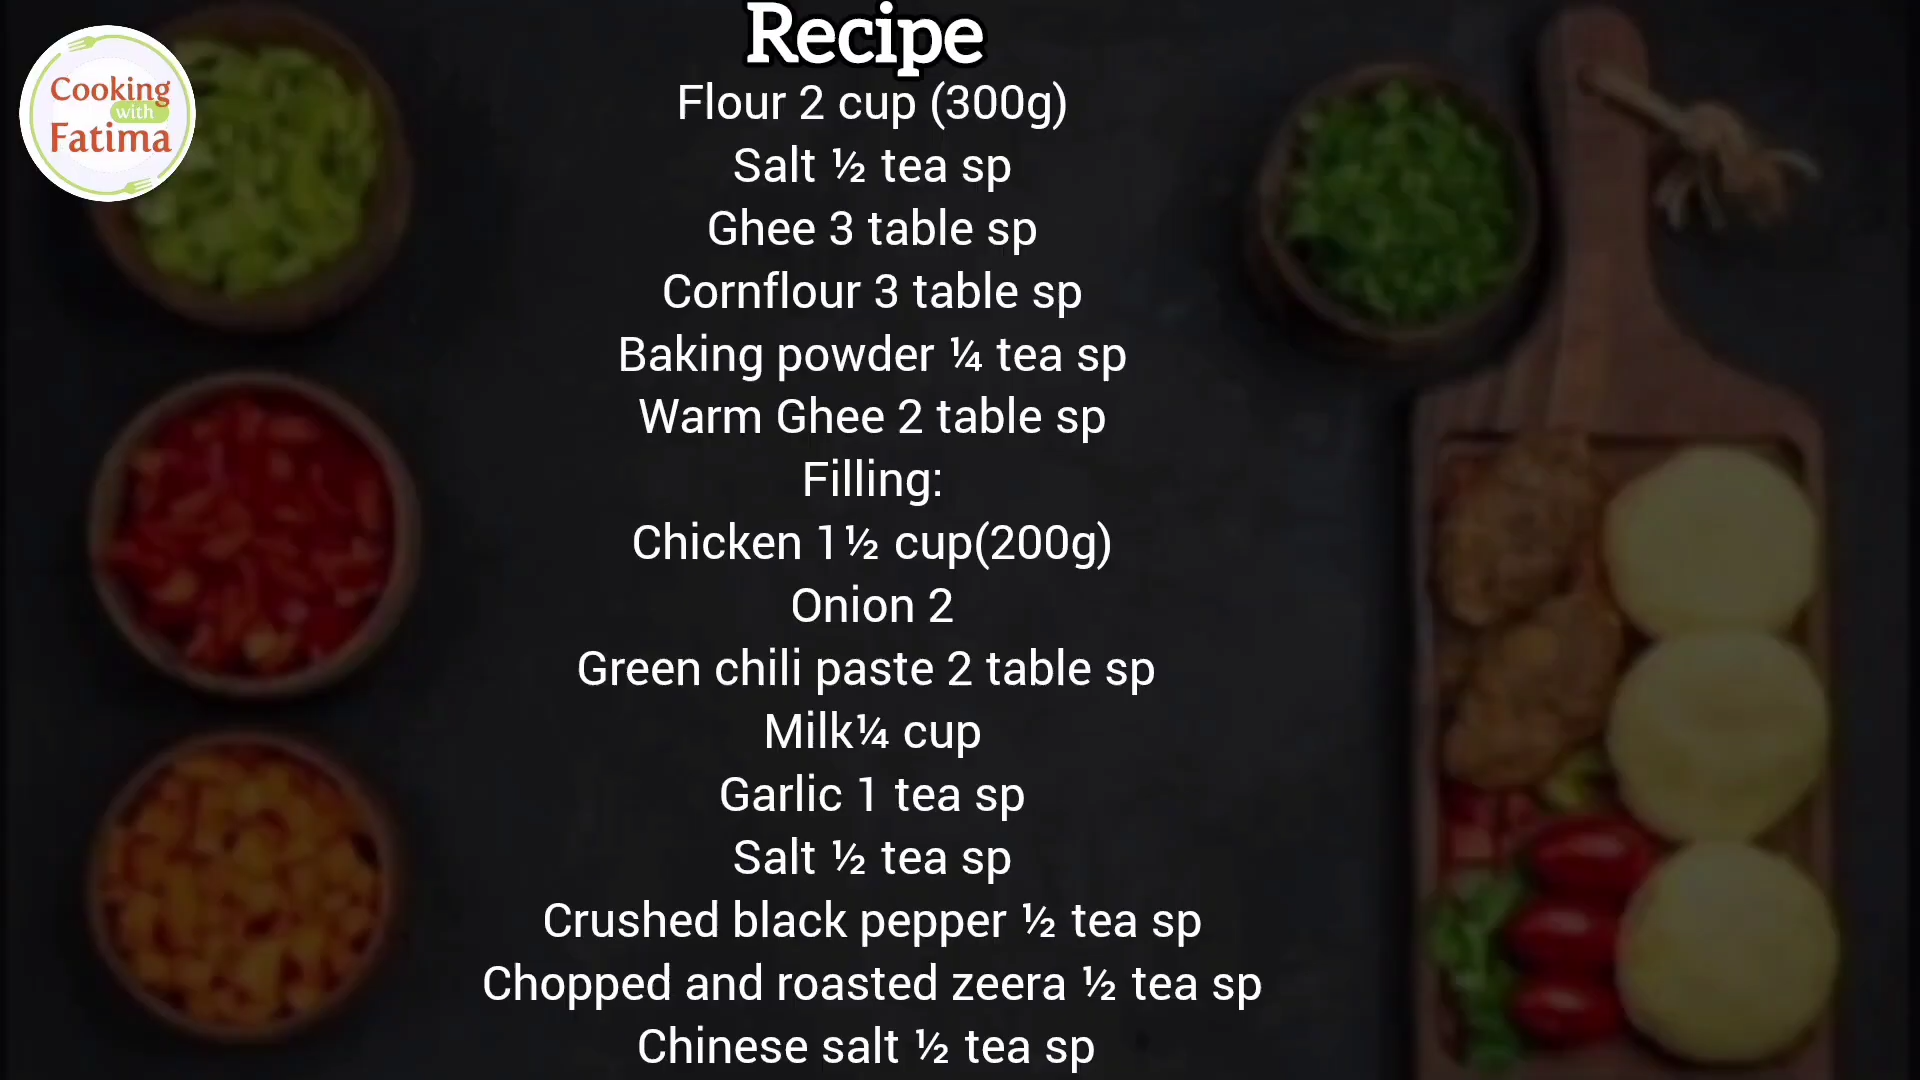 Cooking
with
Fatima
Recipe
Flour 2 cup (300g)
Salt ½ tea sp
Ghee 3 table sp
Cornflour 3 table sp
Baking powder ¼ tea sp
Warm Ghee 2 table sp
Filling:
Chicken 1½ cup(200g)
Onion 2
Green chili paste 2 table sp
Milk¼ cup
Garlic 1 tea sp
Salt ½ tea sp
Crushed black pepper ½ tea sp
Chopped and roasted zeera ½ tea sp
Chinese salt ½ tea sp